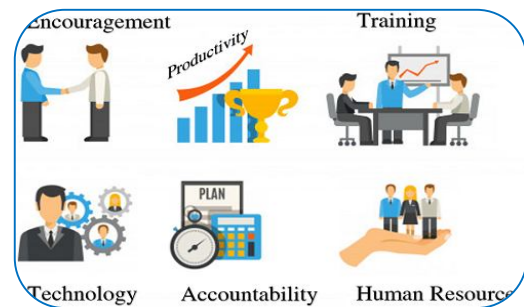 Encouragement
Training
Productivity
PLAN
Technology
Accountability
Human Resource